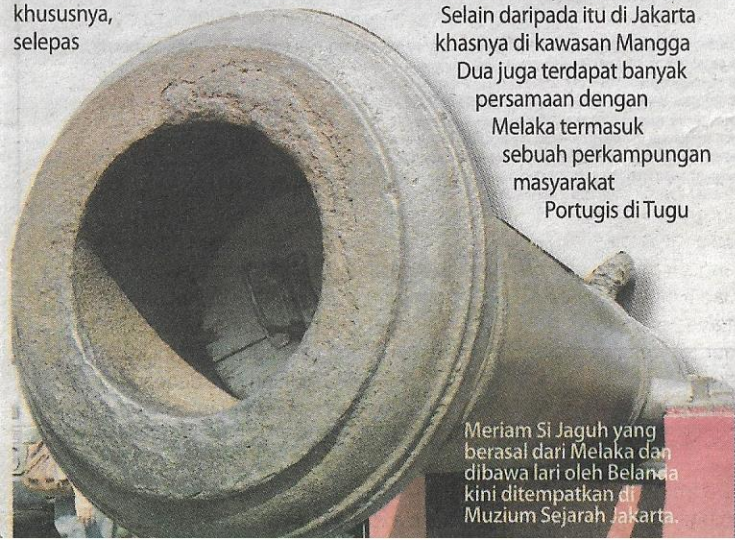 khususnya,
selepas
Selain daripada itu di Jakarta
khasnya di kawasan Mangga
Dua juga terdapat banyak
persamaan dengan
Melaka termasuk
sebuah perkampungan
masyarakat
Portugis di Tugu
Meriam Si Jaguh yang
berasal dari Melaka dan
dibawa lari oleh Belanda
kini ditempatkan di
Muzium Sejarah Jakarta.